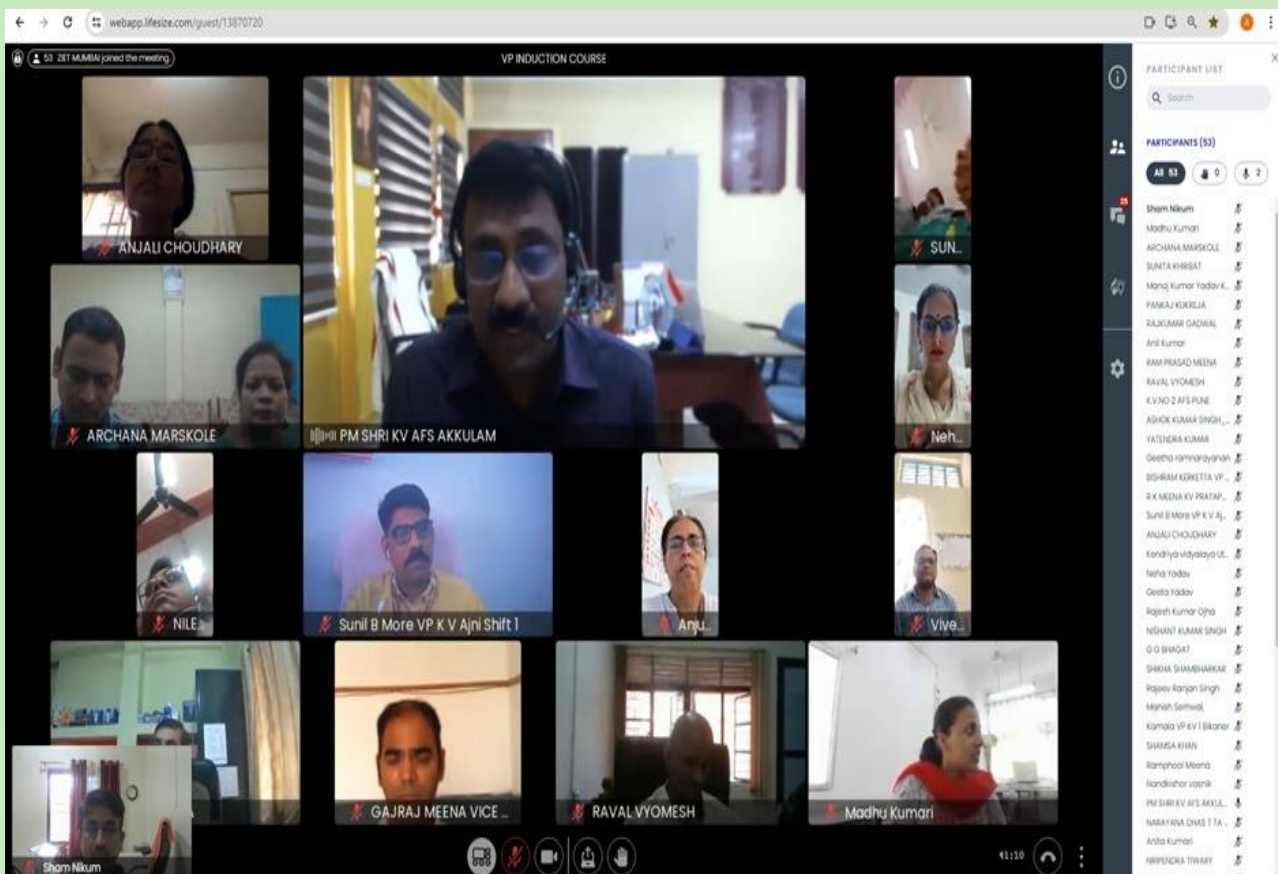 webapp.lifesize.com/guest/13870720
53 ZIET MUMBAI joined the meeting.
VP INDUCTION COURSE
ANJALI CHOUDHARY
SUN...
ARCHANA MARSKOLE
PM SHRI KV AFS AKKULAM
Neh...
NILE...
Sunil B More VP K V Ajni Shift 1
Anju...
Vive...
GAJRAJ MEENA VICE ...
RAVAL VYOMESH
Madhu Kumari
Sham Nikum
41:10
25
PARTICIPANT LIST
Search
PARTICIPANTS (53)
All 53 0 2
Sham Nikum
Madhu Kumari
ARCHANA MARSKOLE
SUNITA KHIRBAT
Manoj Kumar Yadav K...
PANKAJ KUKREJA
RAJKUMAR GADWAL
Anil Kumar
RAM PRASAD MEENA
RAVAL VYOMESH
K.V.NO 2 AFS PUNE
ASHOK KUMAR SINGH_...
YATENDRA KUMAR
Geetha ramnarayanan
BISHRAM KERKETTA VP ...
R K MEENA KV PRATAP...
Sunil B More VP K V Aj...
ANJALI CHOUDHARY
Kendriya vidyalaya Ut...
Neha Yadav
Geeta Yadav
Rajesh Kumar Ojha
NISHANT KUMAR SINGH
G G BHAGAT
SHIKHA SHAMBHARKAR
Rajeev Ranjan Singh
Manish Semwal
Kamala VP KV 1 Bikaner
SHAMSA KHAN
Ramphool Meena
Nandkishor vasnik
PM SHRI KV AFS AKKUL...
NARAYANA DHAS T TA ...
Anita Kumari
NRIPENDRA TIWARY